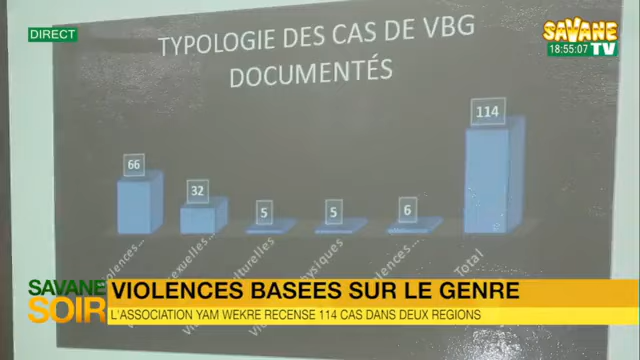 DIRECT
SAVANE
TV
18:55:07
TYPOLOGIE DES CAS DE VBG
DOCUMENTÉS
66
32
5
5
6
114
Total
SAVANE
SOIR
VIOLENCES BASEES SUR LE GENRE
L'ASSOCIATION YAM WEKRE RECENSE 114 CAS DANS DEUX REGIONS